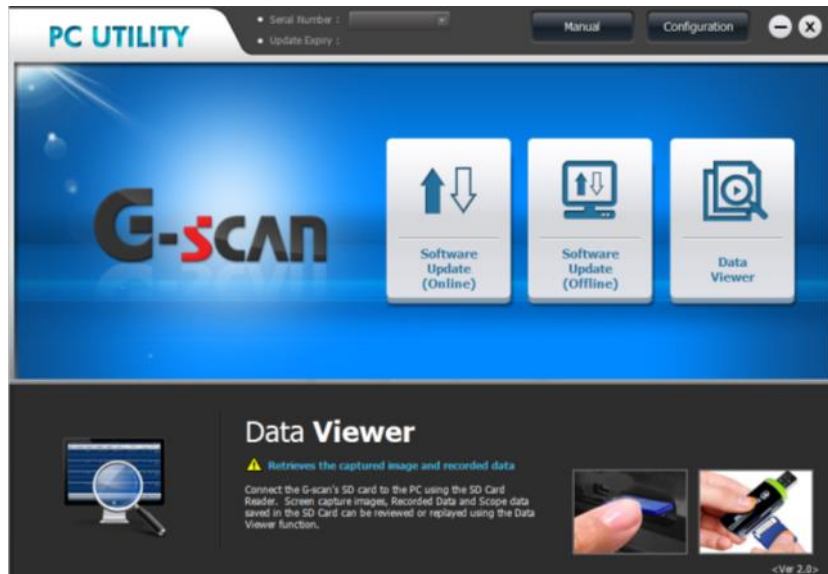 PC UTILITY
• Serial Number :
• Update Expiry :
Manual
Configuration
G-scan
Software
Update
(Online)
Software
Update
(Offline)
Data
Viewer
Data Viewer
Retrieves the captured image and recorded data
Connect the G-scan's SD card to the PC using the SD Card
Reader. Screen capture images, Recorded Data and Scope data
saved in the SD Card can be reviewed or replayed using the Data
Viewer function.
<Ver 2.0>